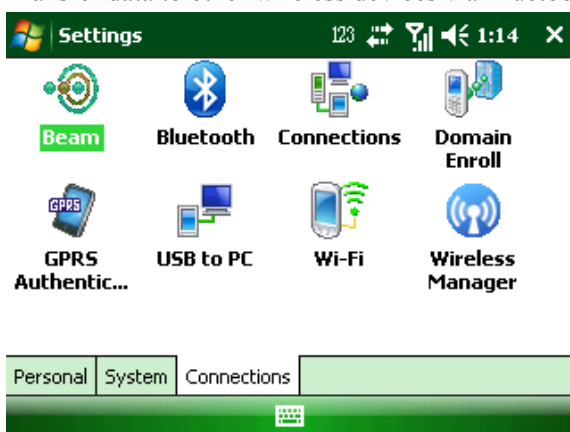 Settings 123 1:14
Beam Bluetooth Connections Domain Enroll
GPRS
GPRS Authentic... USB to PC Wi-Fi Wireless Manager
Personal System Connections